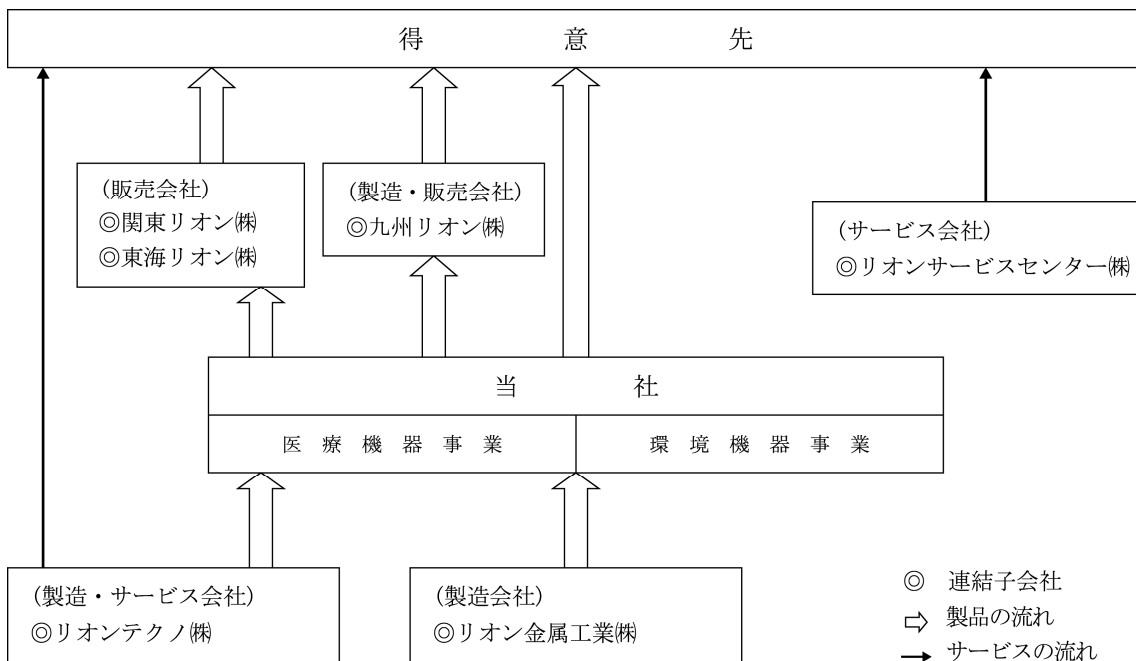 得意先
(販売会社)
◎関東リオン㈱
◎東海リオン㈱
(製造・販売会社)
◎九州リオン㈱
(サービス会社)
◎リオンサービスセンター㈱
当社
医療機器事業
環境機器事業
(製造・サービス会社)
◎リオンテクノ㈱
(製造会社)
◎リオン金属工業㈱
◎ 連結子会社
製品の流れ
サービスの流れ